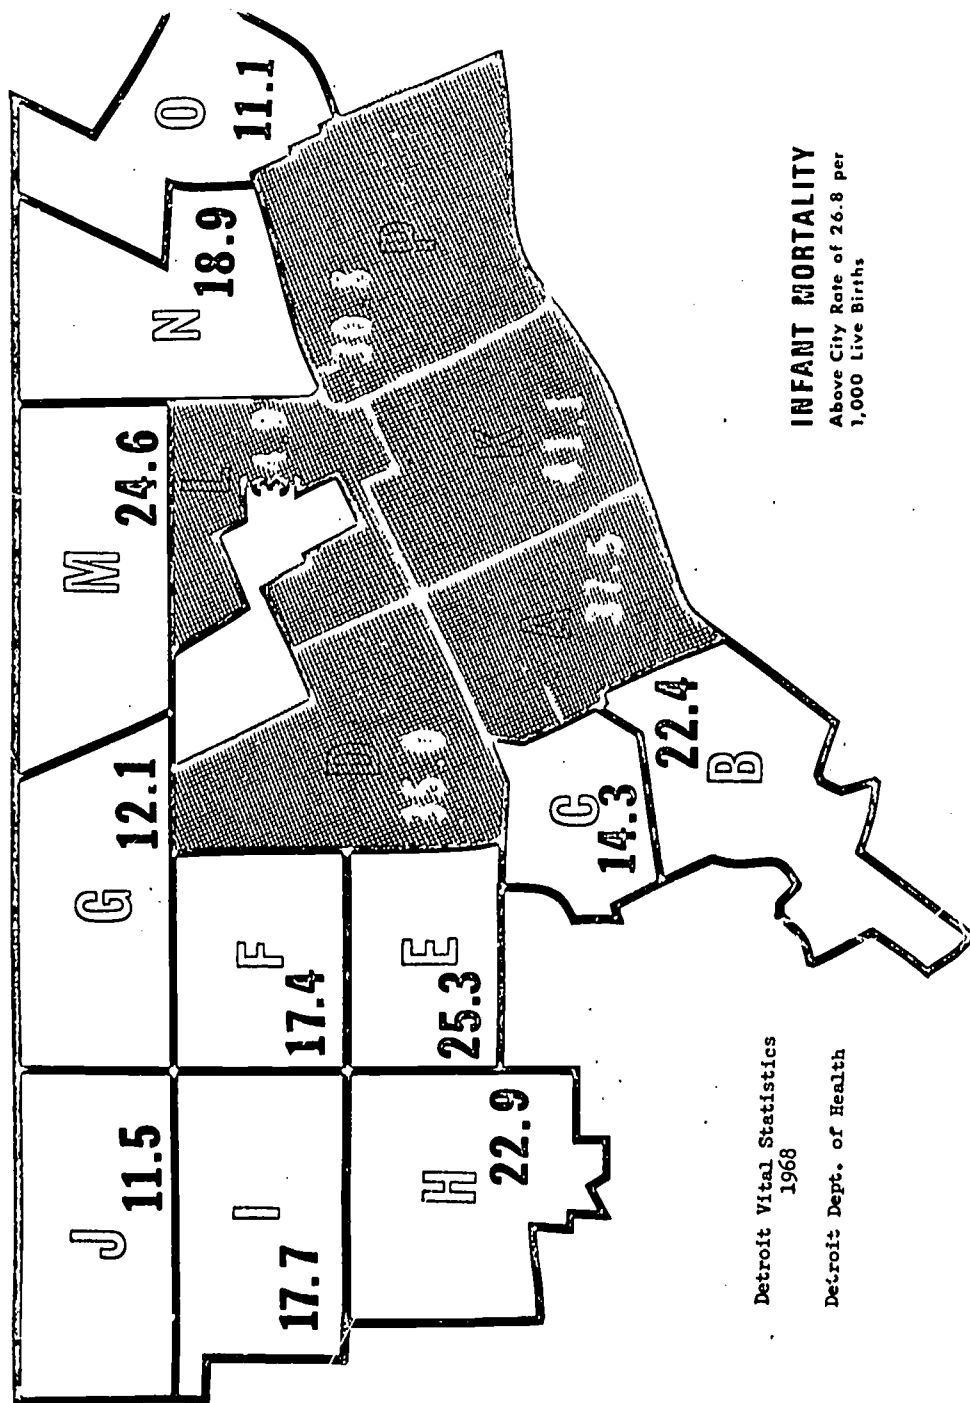 J
11.5
G
12.1
M
24.6
N
18.9
O
11.1
I
17.7
F
17.4
L
H
22.9
E
25.3
D
P
30.8
C
14.3
A
K
B
22.4
INFANT MORTALITY
Above City Rate of 26.8 per
1,000 Live Births
Detroit Vital Statistics
1968
Detroit Dept. of Health